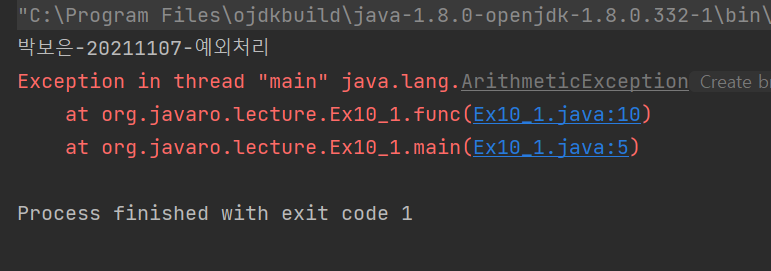 "C:\Program Files\ojdkbuild\java-1.8.0-openjdk-1.8.0.332-1\bin\
박보은-20211107-예외처리
Exception in thread "main" java.lang.ArithmeticException Create br
    at org.javaro.lecture.Ex10_1.func(Ex10_1.java:10)
    at org.javaro.lecture.Ex10_1.main(Ex10_1.java:5)
Process finished with exit code 1